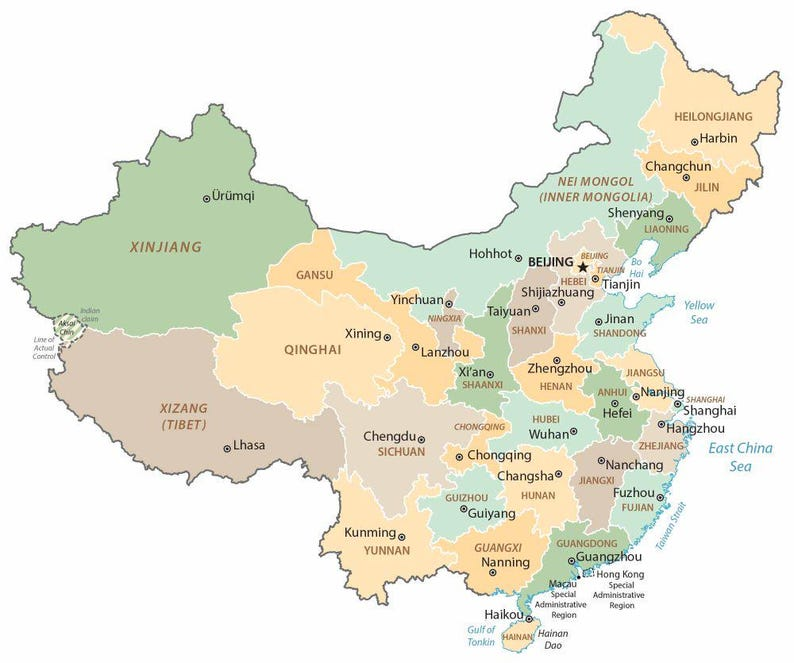 HEILONGJIANG
Harbin
Changchun
JILIN
NEI MONGOL
(INNER MONGOLIA)
Ürümqi
Shenyang
LIAONING
XINJIANG
Hohhot
BEIJING
BEIJING
TIANJIN
Bo
Hai
GANSU
HEBEI
Tianjin
Shijiazhuang
Yinchuan
NINGXIA
Taiyuan
SHANXI
Yellow
Sea
Jinan
SHANDONG
Aksai
Chin
Indian
claim
Line of
Actual
Control
Xining
QINGHAI
Lanzhou
Xi'an
SHAANXI
Zhengzhou
HENAN
JIANGSU
ANHUI
Nanjing
SHANGHAI
Shanghai
Hefei
XIZANG
(TIBET)
Lhasa
Chengdu
SICHUAN
CHONGQING
Chongqing
HUBEI
Wuhan
Hangzhou
ZHEJIANG
East China
Sea
Changsha
HUNAN
Nanchang
JIANGXI
GUIZHOU
Guiyang
Fuzhou
FUJIAN
Taiwan Strait
Kunming
YUNNAN
GUANGXI
Nanning
GUANGDONG
Guangzhou
Macau
Special
Administrative
Region
Hong Kong
Special
Administrative
Region
Haikou
Gulf of
Tonkin
HAINAN
Hainan
Dao